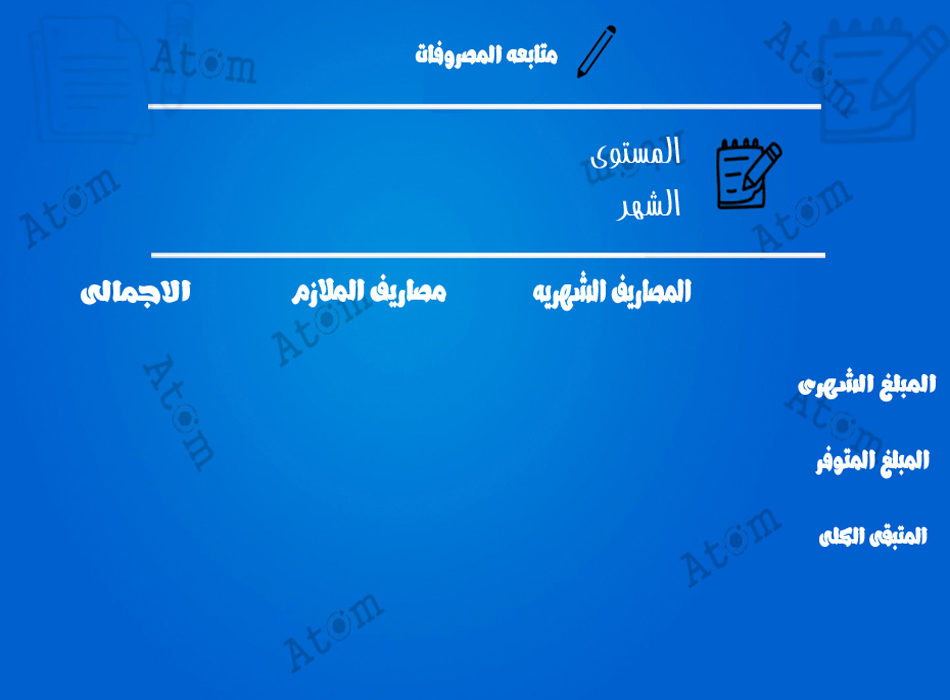 متابعه المصروفات
Atom
Atom
المستوى
Atom
الشهر
Atom
Atom
المصاريف الشهريه
مصاريف الملازم
الاجمالى
Atom
المبلغ الشهرى
Atom
Atom
المبلغ المتوفر
المتبقى الكلى
Atom
Atom